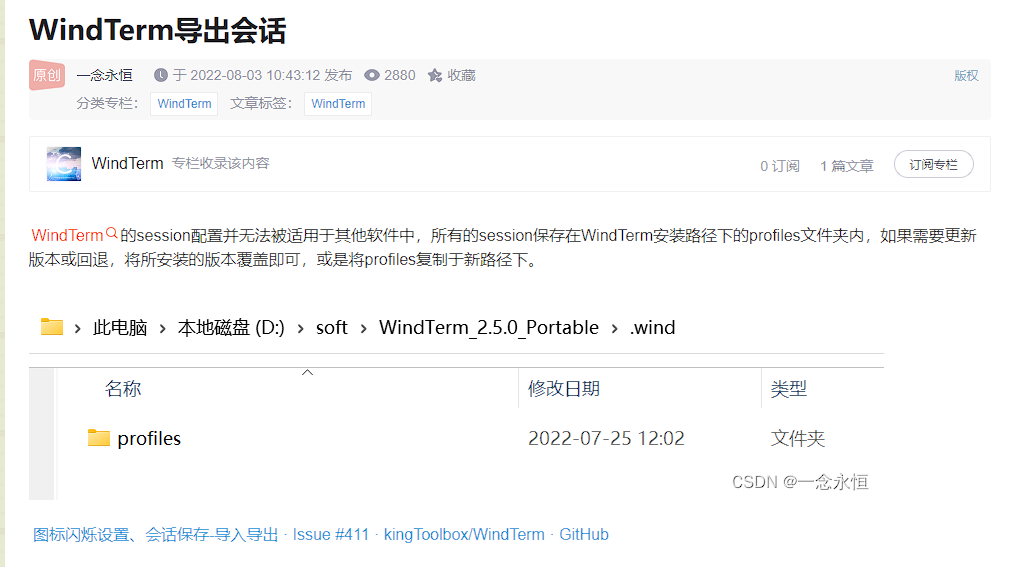 WindTerm导出会话
原创 一念永恒 于 2022-08-03 10:43:12 发布 2880 收藏 版权
分类专栏： WindTerm 文章标签： WindTerm
WindTerm 专栏收录该内容 0 订阅 1 篇文章 订阅专栏
WindTerm的session配置并无法被适用于其他软件中，所有的session保存在WindTerm安装路径下的profiles文件夹内，如果需要更新
版本或回退，将所安装的版本覆盖即可，或是将profiles复制于新路径下。
此电脑 › 本地磁盘 (D:) › soft › WindTerm_2.5.0_Portable › .wind
名称 修改日期 类型
profiles 2022-07-25 12:02 文件夹
CSDN @一念永恒
图标闪烁设置、会话保存-导入导出 · Issue #411 · kingToolbox/WindTerm · GitHub